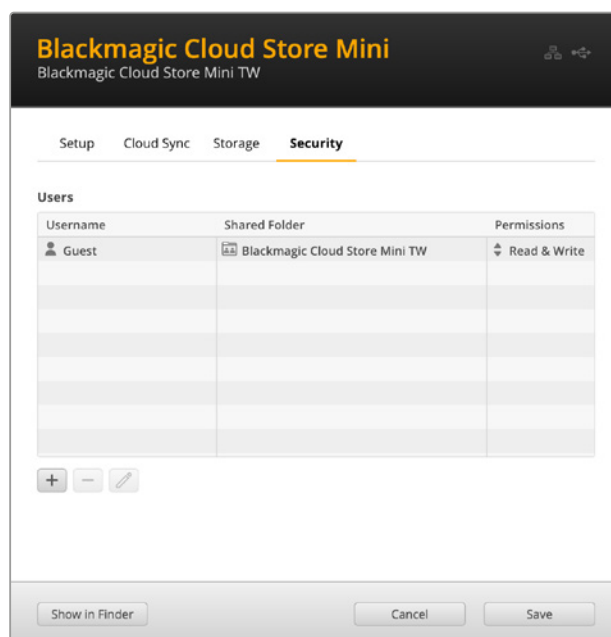 Blackmagic Cloud Store Mini
Blackmagic Cloud Store Mini TW
Setup Cloud Sync Storage Security
Users
Username Shared Folder Permissions
Guest Blackmagic Cloud Store Mini TW Read & Write
Show in Finder Cancel Save